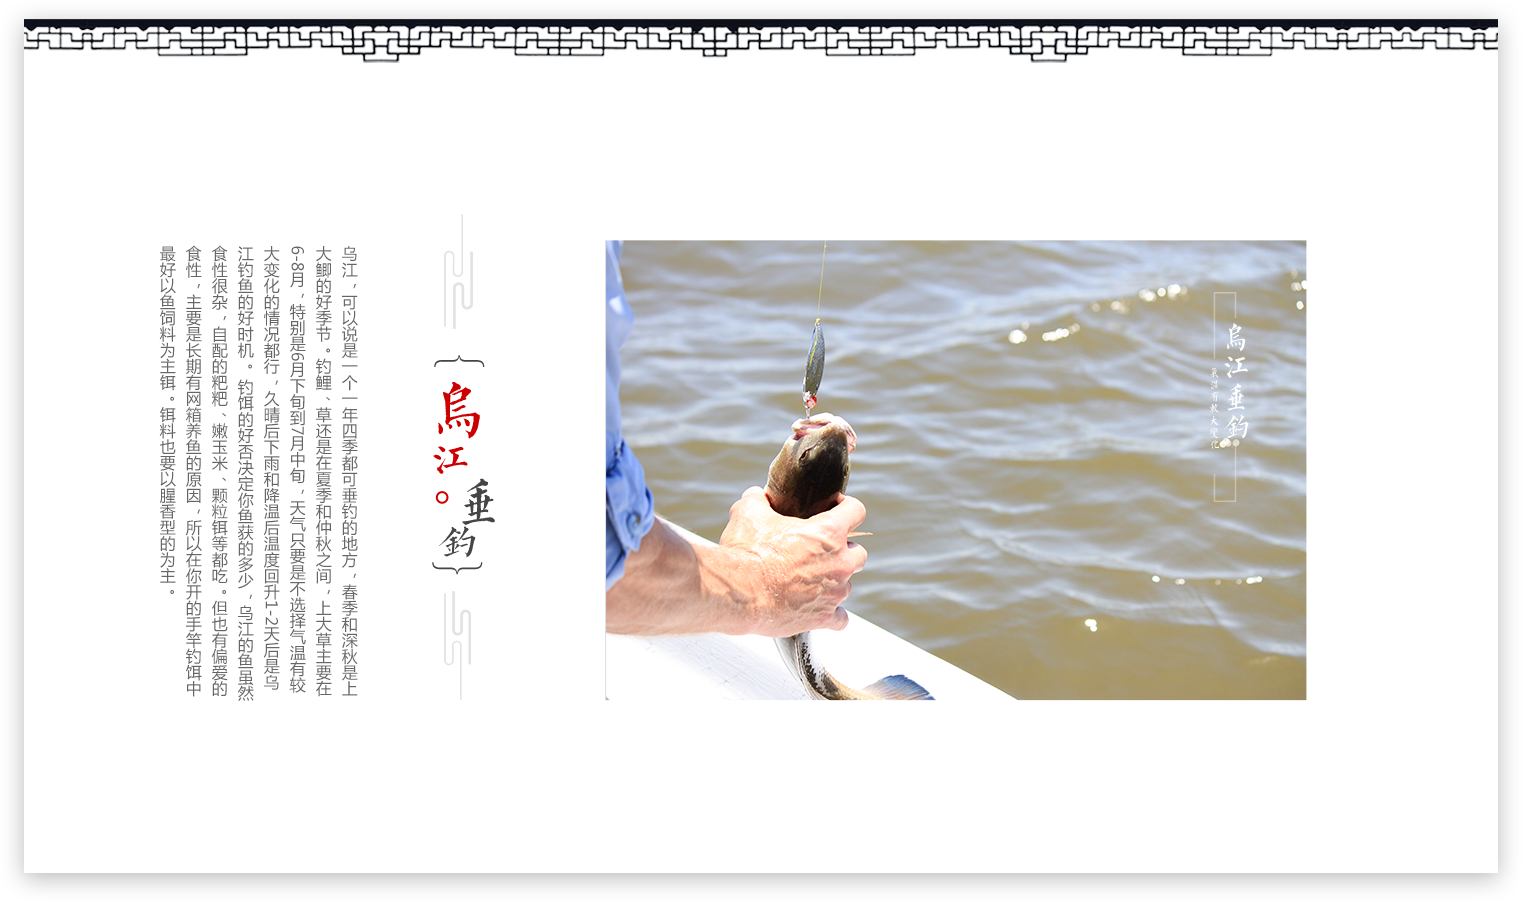 烏江
垂釣
氣溫有較大變化
烏江
垂釣
乌江，可以说是一个一年四季都可垂钓的地方，春季和深秋是上
大鲫的好季节。钓鲤、草还是在夏季和仲秋之间，上大草主要在
6-8月，特别是6月下旬到7月中旬，天气只要是不选择气温有较
大变化的情况都行，久晴后下雨和降温后温度回升1-2天后是乌
江钓鱼的好时机。钓饵的好否决定你鱼获的多少，乌江的鱼虽然
食性很杂，自配的粑粑、嫩玉米、颗粒饵等都吃。但也有偏爱的
食性，主要是长期有网箱养鱼的原因，所以在你开的手竿钓饵中
最好以鱼饲料为主饵。饵料也要以腥香型的为主。